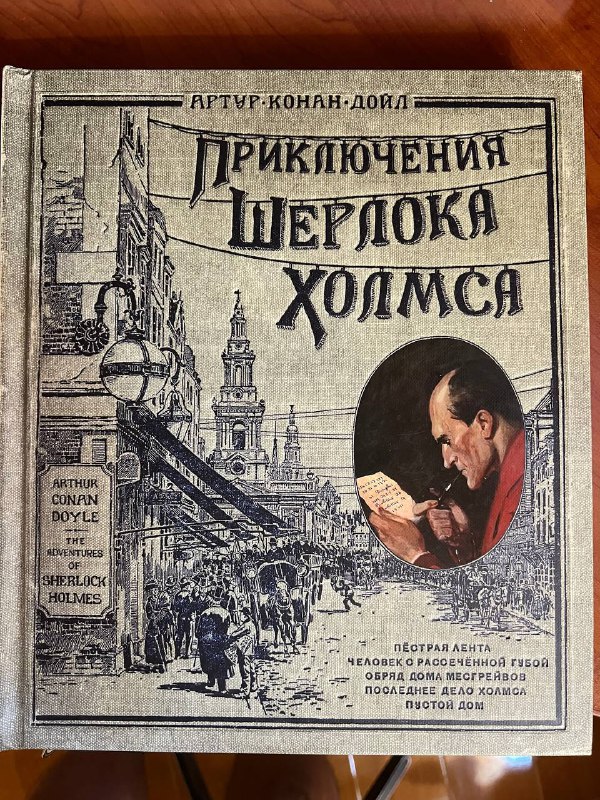 АРТУР·КОНАН·ДОЙЛ
ПРИКЛЮЧЕНИЯ
ШЕРЛОКА
ХОЛМСА
ARTHUR
CONAN
DOYLE
THE
ADVENTURES
OF
SHERLOCK
HOLMES
ПЁСТРАЯ ЛЕНТА
ЧЕЛОВЕК С РАССЕЧЁННОЙ ГУБОЙ
ОБРЯД ДОМА МЕСГРЕЙВОВ
ПОСЛЕДНЕЕ ДЕЛО ХОЛМСА
ПУСТОЙ ДОМ